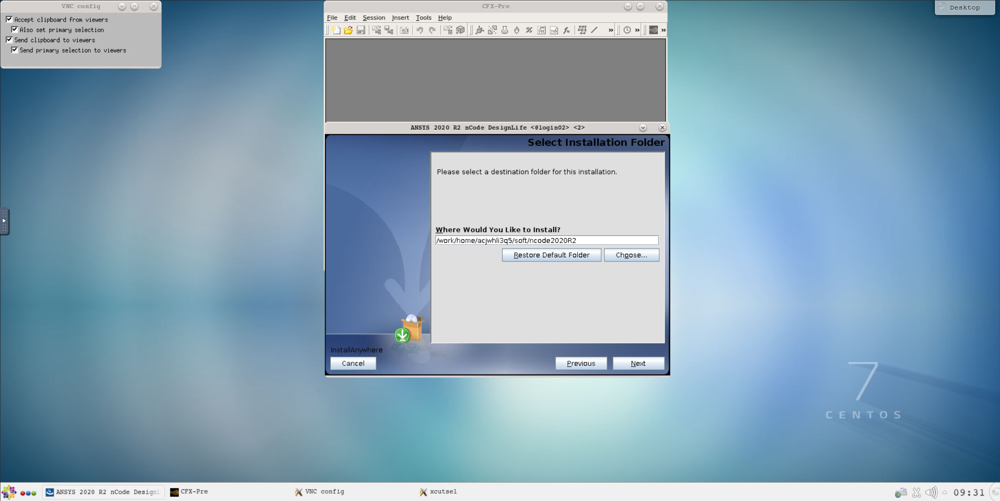 VNC config
Accept clipboard from viewers
Also set primary selection
Send clipboard to viewers
Send primary selection to viewers
CFX-Pre
File Edit Session Insert Tools Help
Desktop
ANSYS 2020 R2 nCode DesignLife <@login02> <2>
Select Installation Folder
Please select a destination folder for this installation.
Where Would You Like to Install?
/work/home/acjwhli3q5/soft/ncode2020R2
Restore Default Folder Choose...
InstallAnywhere
Cancel Previous Next
7
CENTOS
ANSYS 2020 R2 nCode DesignL CFX-Pre VNC config xcutsel 09:31